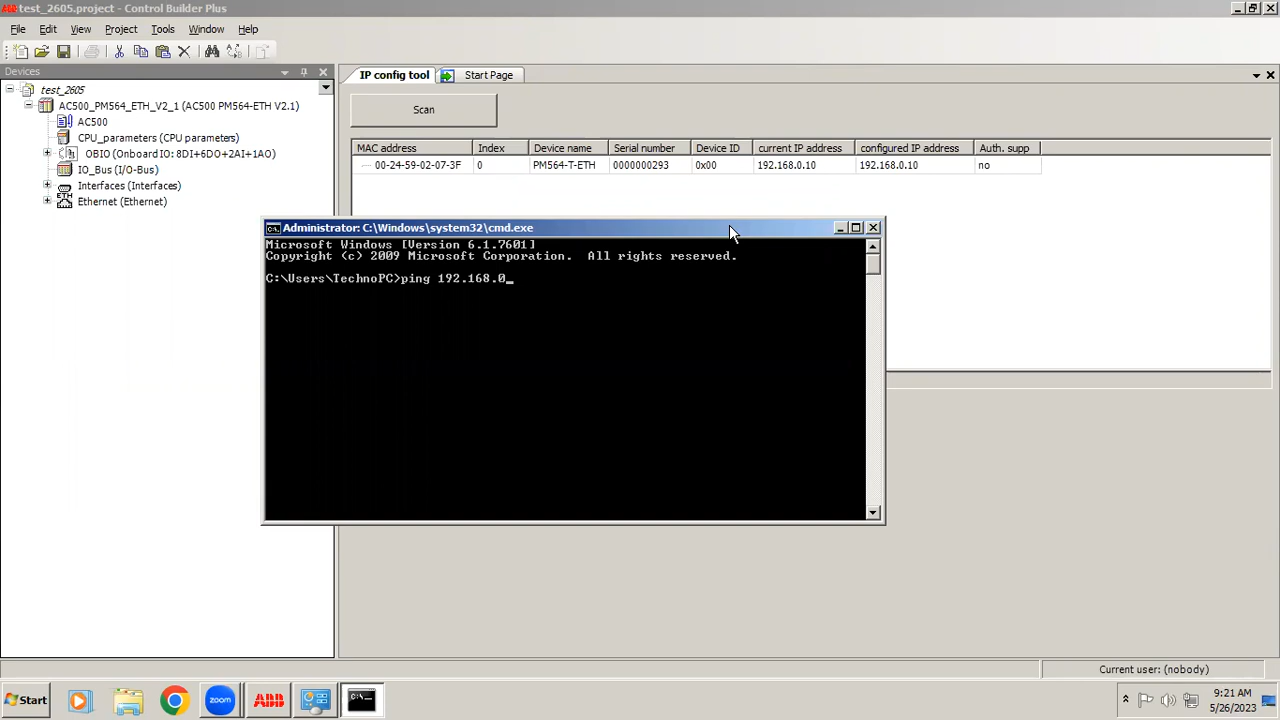 test_2605.project - Control Builder Plus
File Edit View Project Tools Window Help
Devices
test_2605
AC500_PM564_ETH_V2_1 (AC500 PM564-ETH V2.1)
AC500
CPU_parameters (CPU parameters)
OBIO (Onboard IO: 8DI+6DO+2AI+1AO)
IO_Bus (I/O-Bus)
Interfaces (Interfaces)
ETH Ethernet (Ethernet)
IP config tool Start Page
Scan
MAC address Index Device name Serial number Device ID current IP address configured IP address Auth. supp
00-24-59-02-07-3F 0 PM564-T-ETH 0000000293 0x00 192.168.0.10 192.168.0.10 no
Administrator: C:\Windows\system32\cmd.exe
Microsoft Windows [Version 6.1.7601]
Copyright (c) 2009 Microsoft Corporation. All rights reserved.
C:\Users\TechnoPC>ping 192.168.0_
Current user: (nobody)
Start
zoom
ABB
9:21 AM
5/26/2023